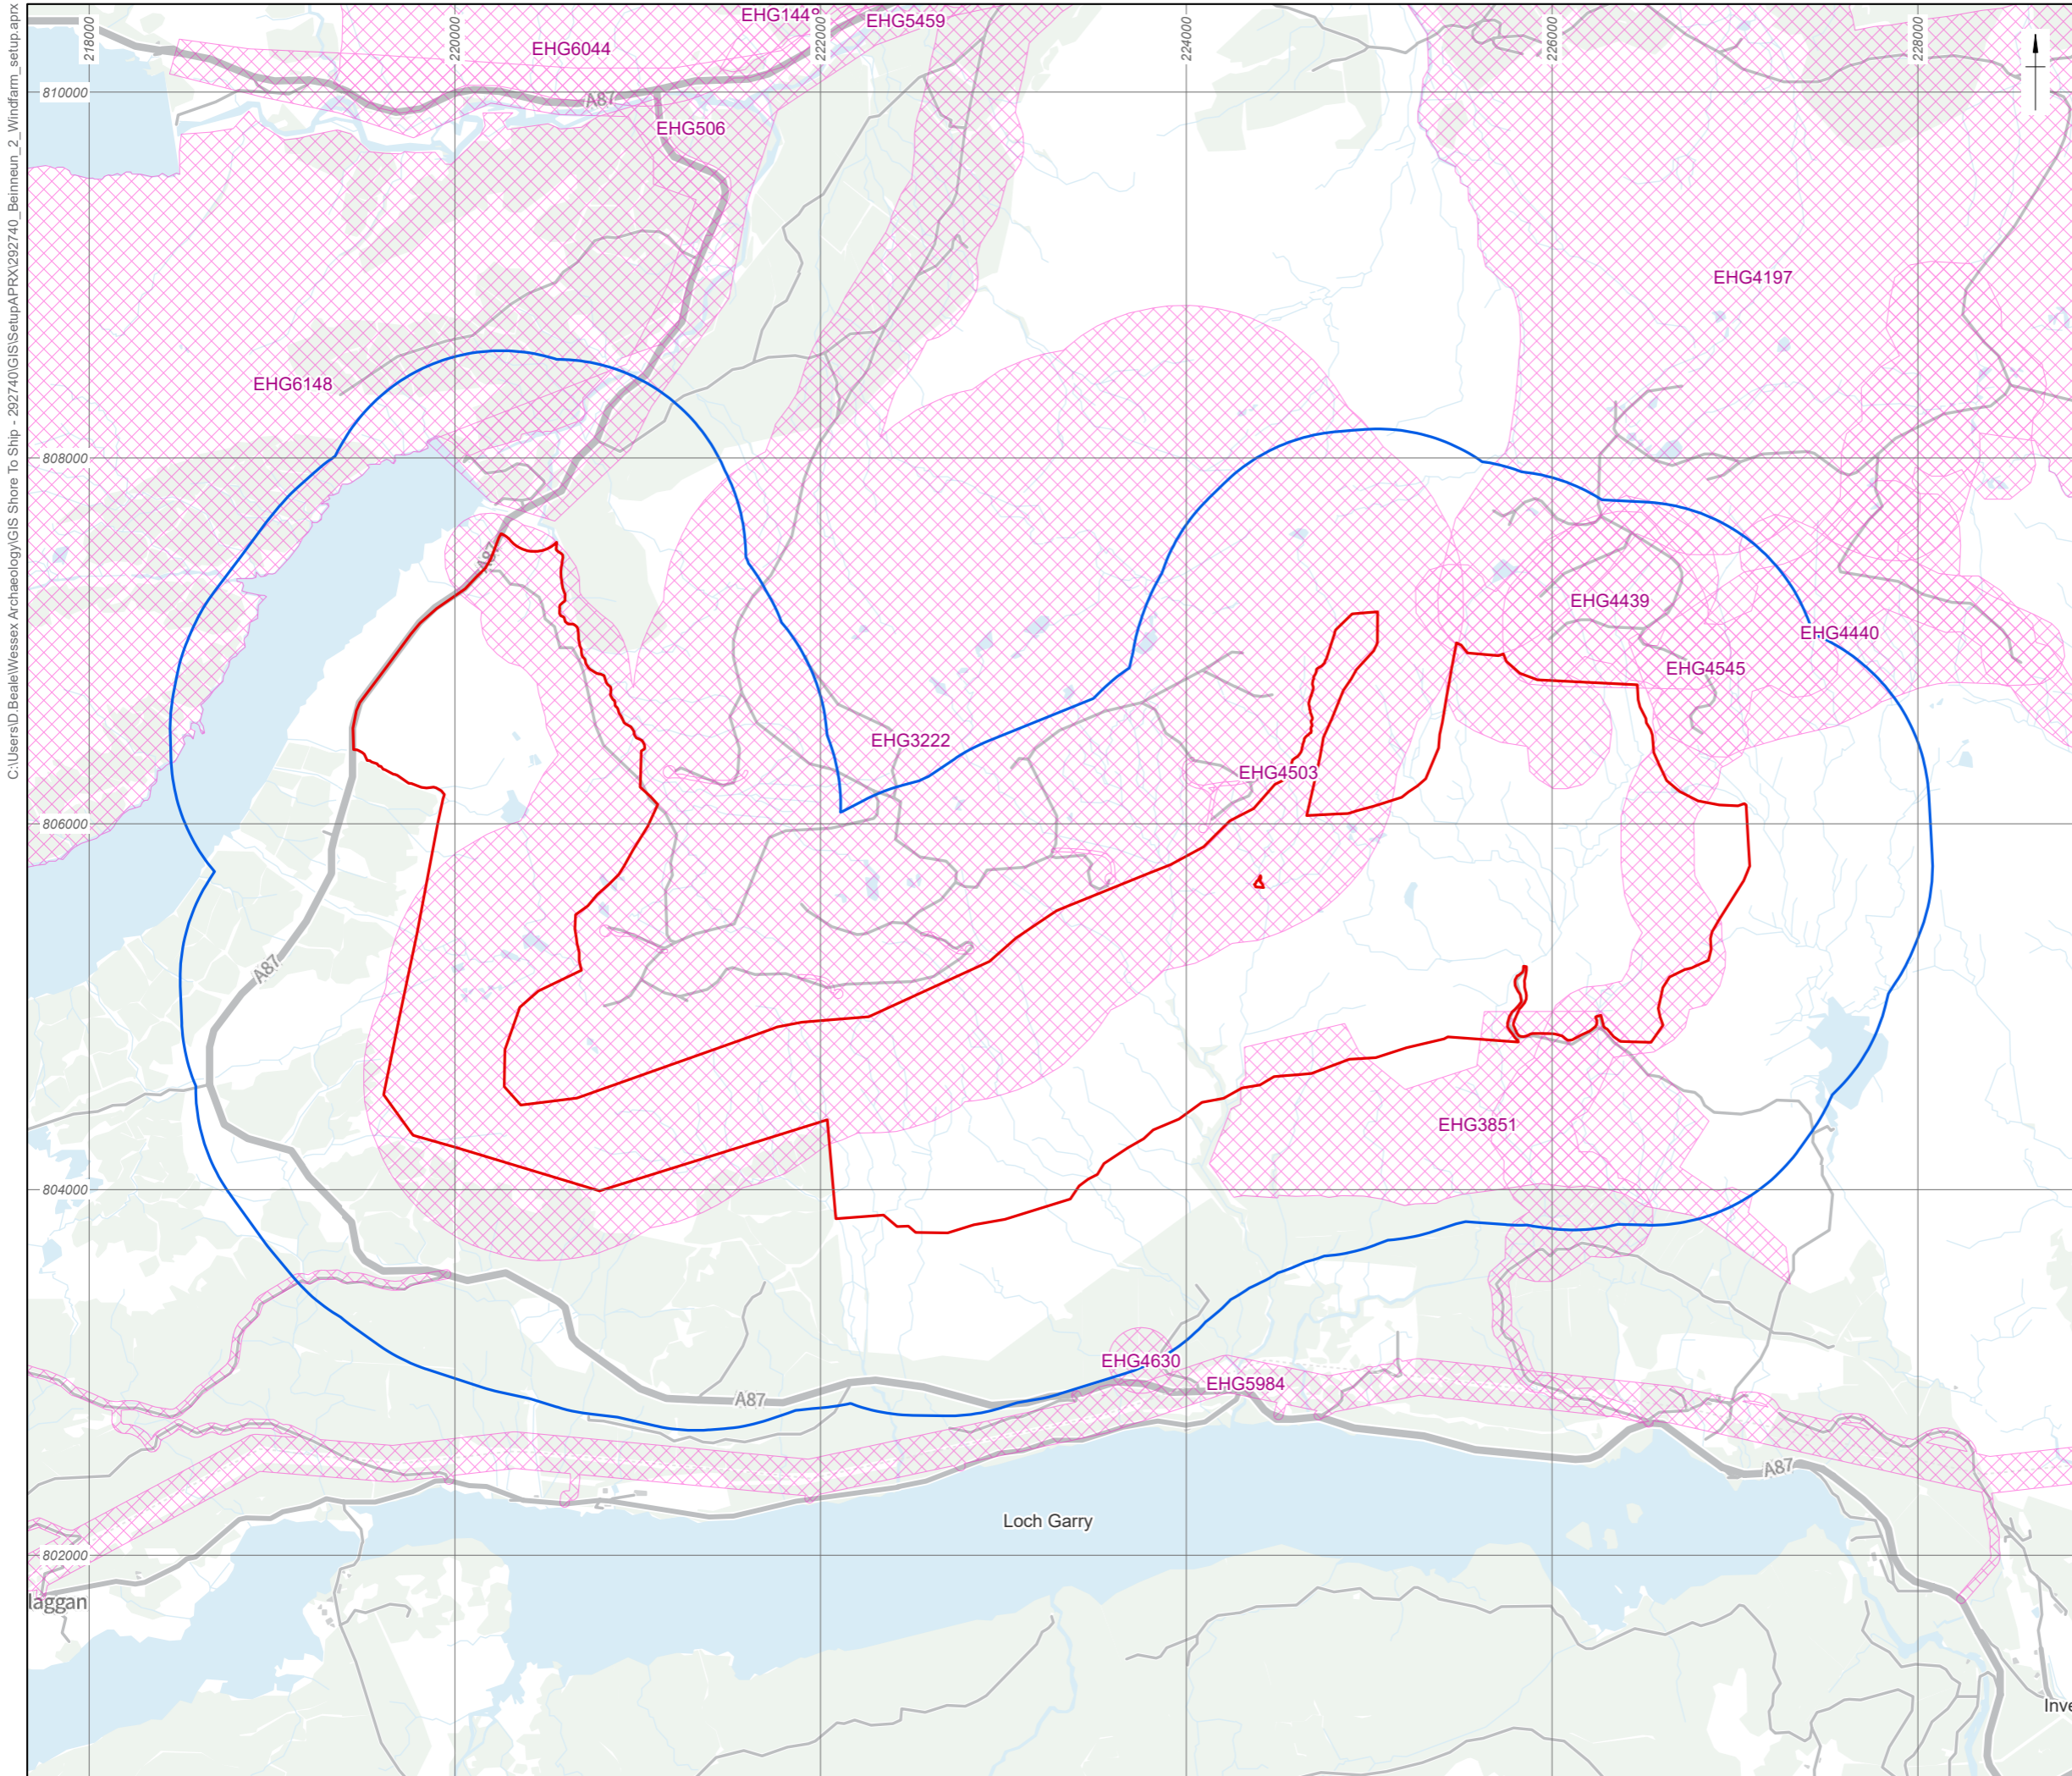 C:\Users\D.Beale\Wessex Archaeology\GIS Shore To Ship - 292740\GIS\SetupAPRX\292740_Beinneun_2_Windfarm_setup.aprx
218000
220000
222000
224000
226000
228000
EHG1448
EHG5459
EHG6044
810000
A87
EHG506
EHG4197
EHG6148
808000
A87
EHG4439
EHG4440
EHG4545
EHG3222
EHG4503
806000
A87
EHG3851
804000
EHG4630
EHG5984
A87
A87
Loch Garry
802000
laggan
Inve